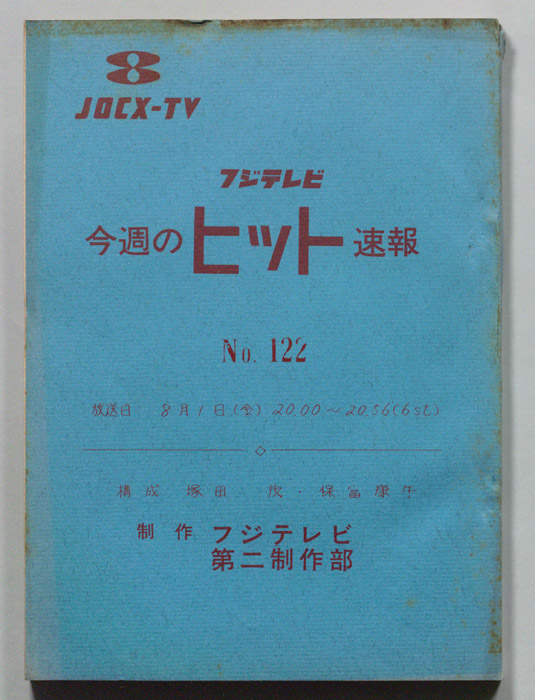 8
JOCX-TV
フジテレビ
今週のヒット速報
No. 122
放送日 8月1日(金) 20.00～20.56(6st.)
構成 塚田 茂・保富康午
制作 フジテレビ
第二制作部